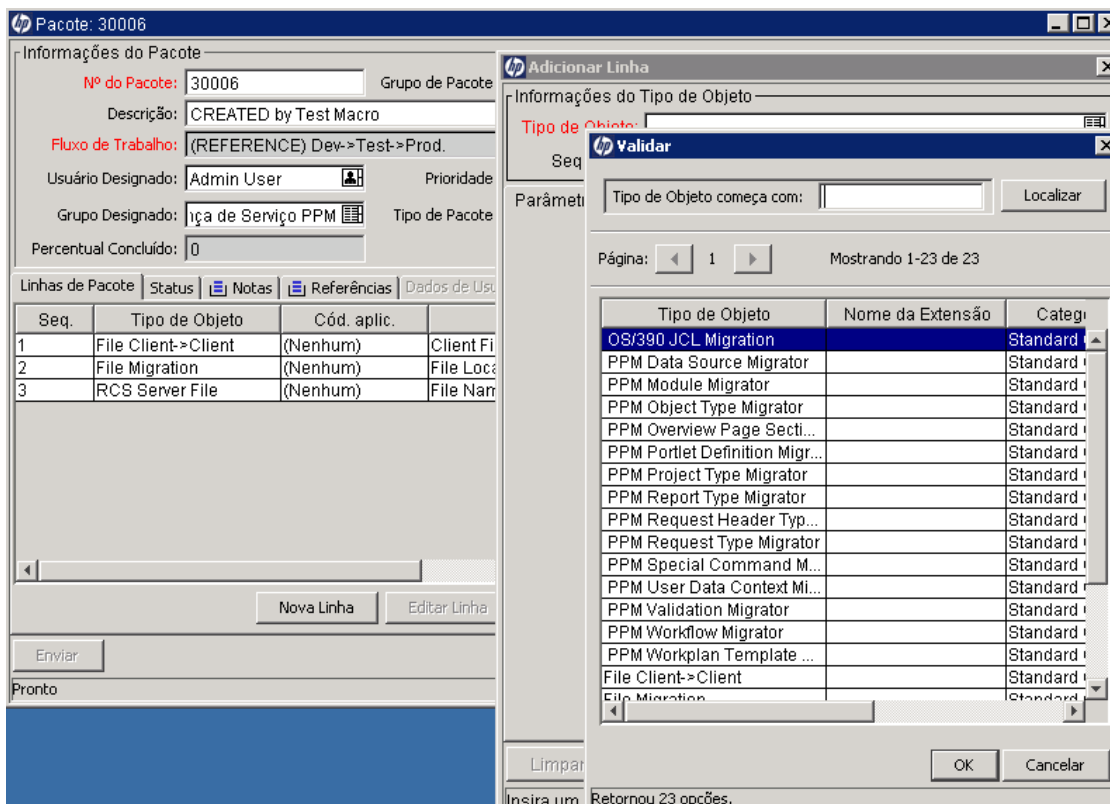 Pacote: 30006
Informações do Pacote
Nº do Pacote: 30006 Grupo de Pacote
Descrição: CREATED by Test Macro
Fluxo de Trabalho: (REFERENCE) Dev->Test->Prod.
Usuário Designado: Admin User Prioridade
Grupo Designado: nça de Serviço PPM Tipo de Pacote
Percentual Concluído: 0
Linhas de Pacote Status Notas Referências Dados de Usu
Seq. Tipo de Objeto Cód. aplic.
1 File Client->Client (Nenhum) Client Fi
2 File Migration (Nenhum) File Loca
3 RCS Server File (Nenhum) File Nam
Nova Linha Editar Linha
Enviar
Pronto
Adicionar Linha
Informações do Tipo de Objeto
Tipo de Objeto:
Seq
Parâmet
Limpar
Insira um
Validar
Tipo de Objeto começa com: Localizar
Página: 1 Mostrando 1-23 de 23
Tipo de Objeto Nome da Extensão Catego
OS/390 JCL Migration Standard
PPM Data Source Migrator Standard
PPM Module Migrator Standard
PPM Object Type Migrator Standard
PPM Overview Page Secti... Standard
PPM Portlet Definition Migr... Standard
PPM Project Type Migrator Standard
PPM Report Type Migrator Standard
PPM Request Header Typ... Standard
PPM Request Type Migrator Standard
PPM Special Command M... Standard
PPM User Data Context Mi... Standard
PPM Validation Migrator Standard
PPM Workflow Migrator Standard
PPM Workplan Template ... Standard
File Client->Client Standard
File Migration Standard
OK Cancelar
Retornou 23 opções.